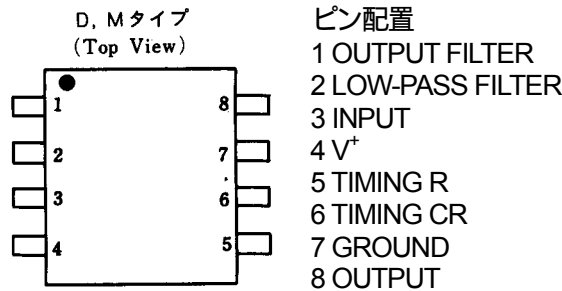 D, Mタイプ
(Top View)
1
2
3
4
8
7
6
5
ピン配置
1 OUTPUT FILTER
2 LOW-PASS FILTER
3 INPUT
4 V⁺
5 TIMING R
6 TIMING CR
7 GROUND
8 OUTPUT